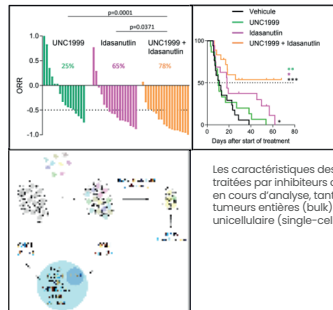 p=0.0001
p=0.0371
UNC1999
Idasanutlin
UNC1999 +
Idasanutlin
1.0
25%
65%
78%
0.5
ORR
0.0
-0.5
-1.0
Vehicule
UNC1999
Idasanutlin
UNC1999 + Idasanutlin
100
50
0
**
*
***
*
0
20
40
60
80
Days after start of treatment
Les caractéristiques des
traitées par inhibiteurs
en cours d'analyse, tant
tumeurs entières (bulk)
unicellulaire (single-cel